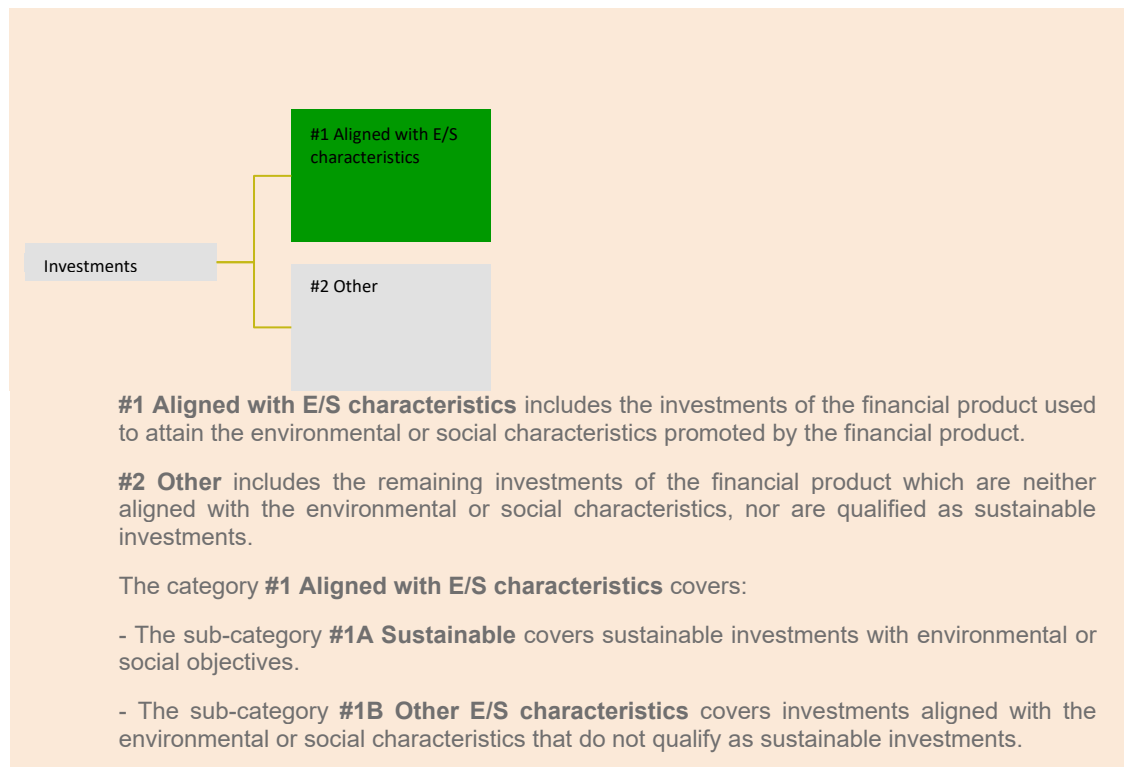 #1 Aligned with E/S
characteristics
Investments
#2 Other
#1 Aligned with E/S characteristics includes the investments of the financial product used
to attain the environmental or social characteristics promoted by the financial product.
#2 Other includes the remaining investments of the financial product which are neither
aligned with the environmental or social characteristics, nor are qualified as sustainable
investments.
The category #1 Aligned with E/S characteristics covers:
- The sub-category #1A Sustainable covers sustainable investments with environmental or
social objectives.
- The sub-category #1B Other E/S characteristics covers investments aligned with the
environmental or social characteristics that do not qualify as sustainable investments.